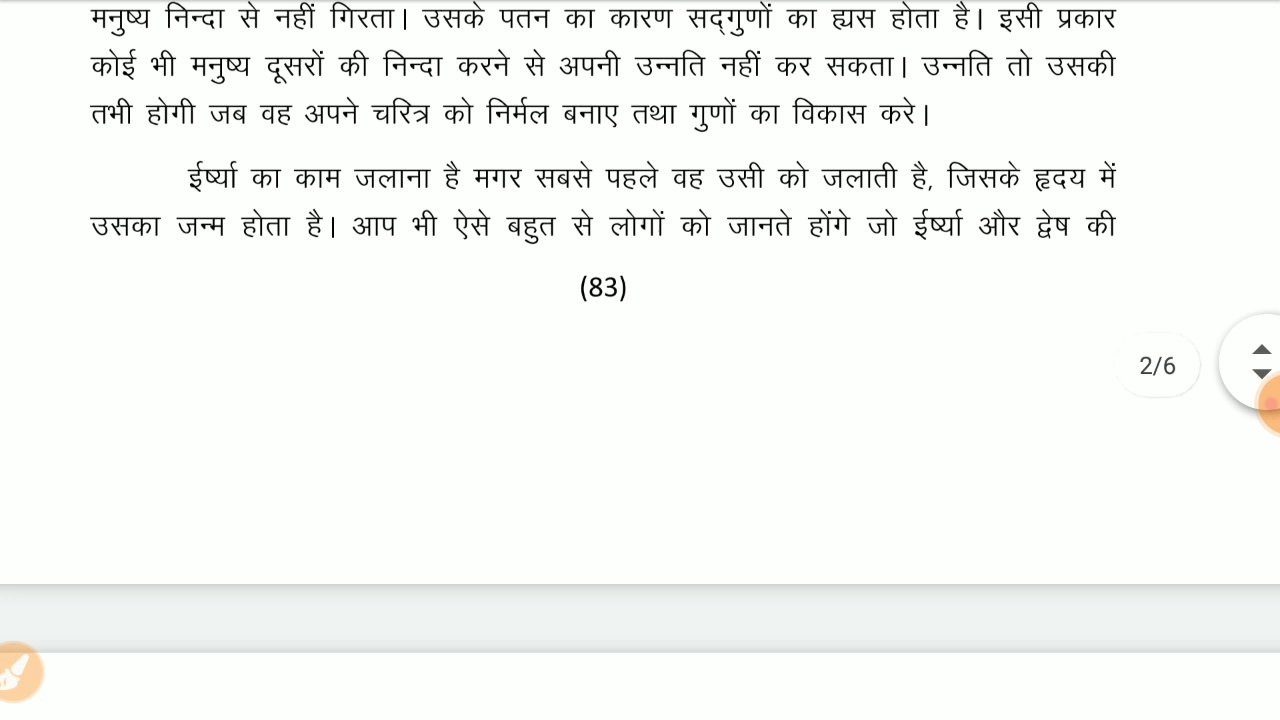 मनुष्य निन्दा से नहीं गिरता। उसके पतन का कारण सद्गुणों का ह्यस होता है। इसी प्रकार
कोई भी मनुष्य दूसरों की निन्दा करने से अपनी उन्नति नहीं कर सकता। उन्नति तो उसकी
तभी होगी जब वह अपने चरित्र को निर्मल बनाए तथा गुणों का विकास करे।
ईर्ष्या का काम जलाना है मगर सबसे पहले वह उसी को जलाती है, जिसके हृदय में
उसका जन्म होता है। आप भी ऐसे बहुत से लोगों को जानते होंगे जो ईर्ष्या और द्वेष की
(83)
2/6